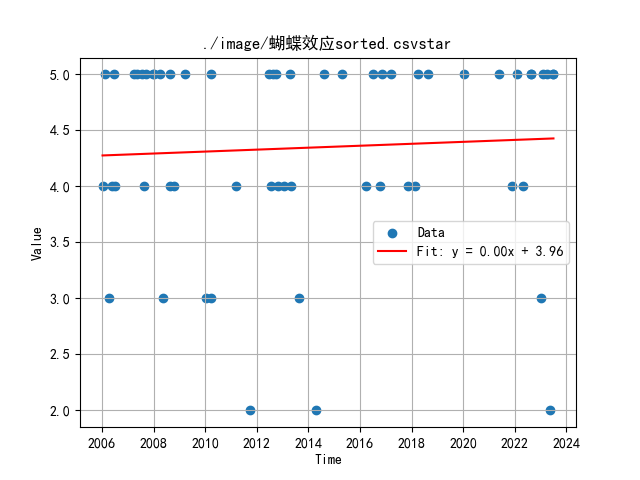 ./image/蝴蝶效应sorted.csvstar
5.0
4.5
4.0
3.5
3.0
2.5
2.0
Value
Data
Fit: y = 0.00x + 3.96
2006 2008 2010 2012 2014 2016 2018 2020 2022 2024
Time